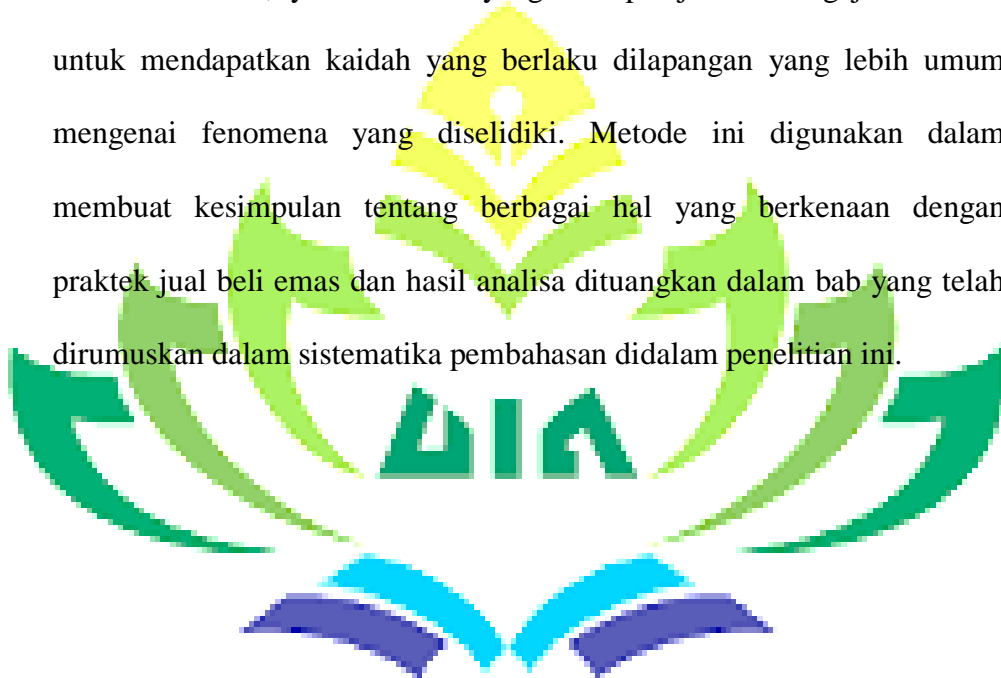 untuk mendapatkan kaidah yang berlaku dilapangan yang lebih umum
mengenai fenomena yang diselidiki. Metode ini digunakan dalam
membuat kesimpulan tentang berbagai hal yang berkenaan dengan
praktek jual beli emas dan hasil analisa dituangkan dalam bab yang telah
dirumuskan dalam sistematika pembahasan didalam penelitian ini.